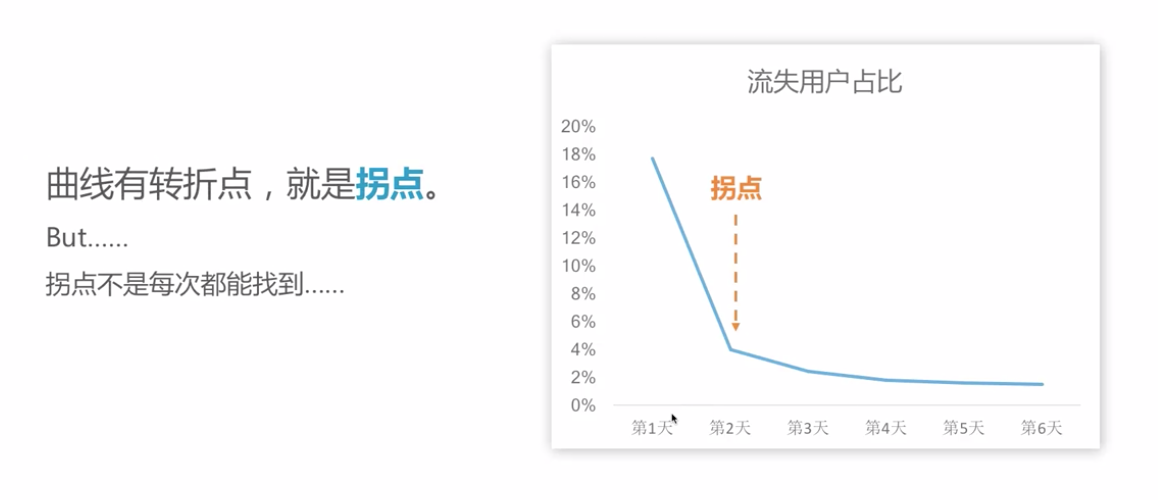 曲线有转折点，就是拐点。
But……
拐点不是每次都能找到……
流失用户占比
20%
18%
16%
14%
12%
10%
8%
6%
4%
2%
0%
拐点
第1天 第2天 第3天 第4天 第5天 第6天